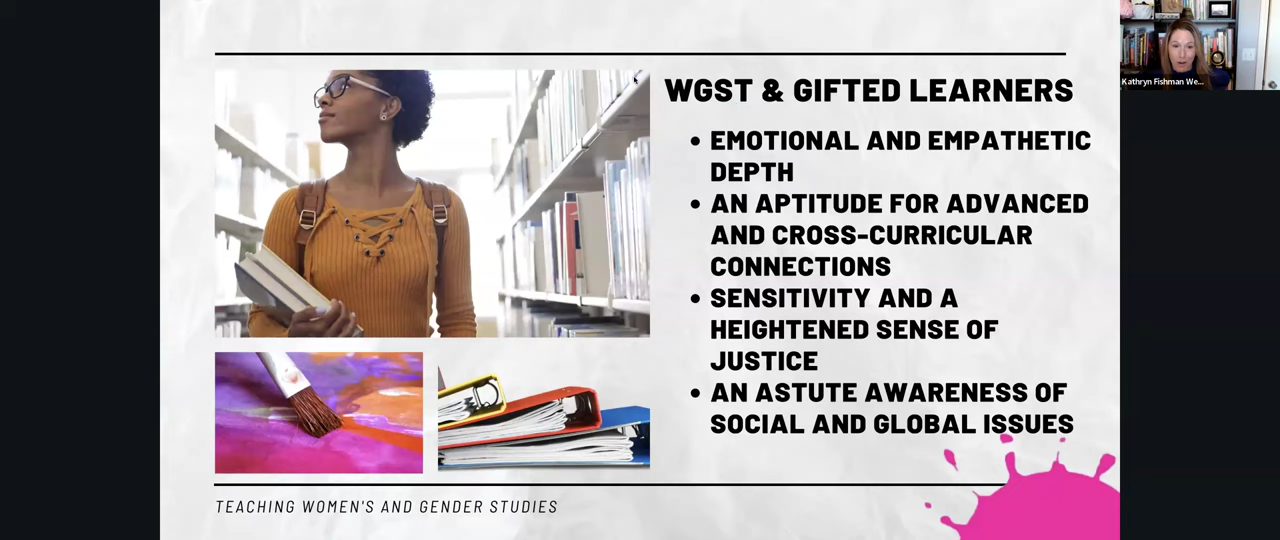 WGST & GIFTED LEARNERS
• EMOTIONAL AND EMPATHETIC
DEPTH
• AN APTITUDE FOR ADVANCED
AND CROSS-CURRICULAR
CONNECTIONS
• SENSITIVITY AND A
HEIGHTENED SENSE OF
JUSTICE
• AN ASTUTE AWARENESS OF
SOCIAL AND GLOBAL ISSUES
TEACHING WOMEN'S AND GENDER STUDIES
Kathryn Fishman We...